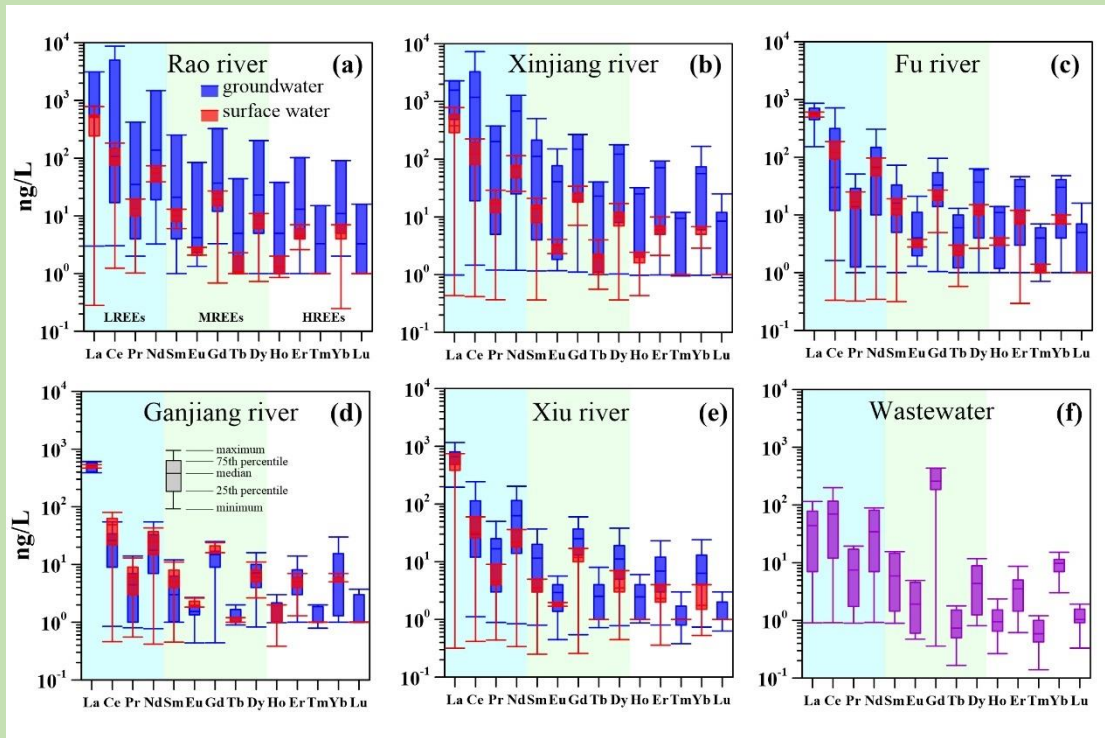 Rao river (a)
groundwater
surface water
ng/L
10⁴
10³
10²
10¹
10⁰
10⁻¹
LREEs MREEs HREEs
La Ce Pr Nd Sm Eu Gd Tb Dy Ho Er Tm Yb Lu
Xinjiang river (b)
10⁴
10³
10²
10¹
10⁰
10⁻¹
La Ce Pr Nd Sm Eu Gd Tb Dy Ho Er Tm Yb Lu
Fu river (c)
10⁴
10³
10²
10¹
10⁰
10⁻¹
La Ce Pr Nd Sm Eu Gd Tb Dy Ho Er Tm Yb Lu
Ganjiang river (d)
maximum
75th percentile
median
25th percentile
minimum
ng/L
10⁴
10³
10²
10¹
10⁰
10⁻¹
La Ce Pr Nd Sm Eu Gd Tb Dy Ho Er Tm Yb Lu
Xiu river (e)
10⁴
10³
10²
10¹
10⁰
10⁻¹
La Ce Pr Nd Sm Eu Gd Tb Dy Ho Er Tm Yb Lu
Wastewater (f)
10⁴
10³
10²
10¹
10⁰
10⁻¹
La Ce Pr Nd Sm Eu Gd Tb Dy Ho Er Tm Yb Lu